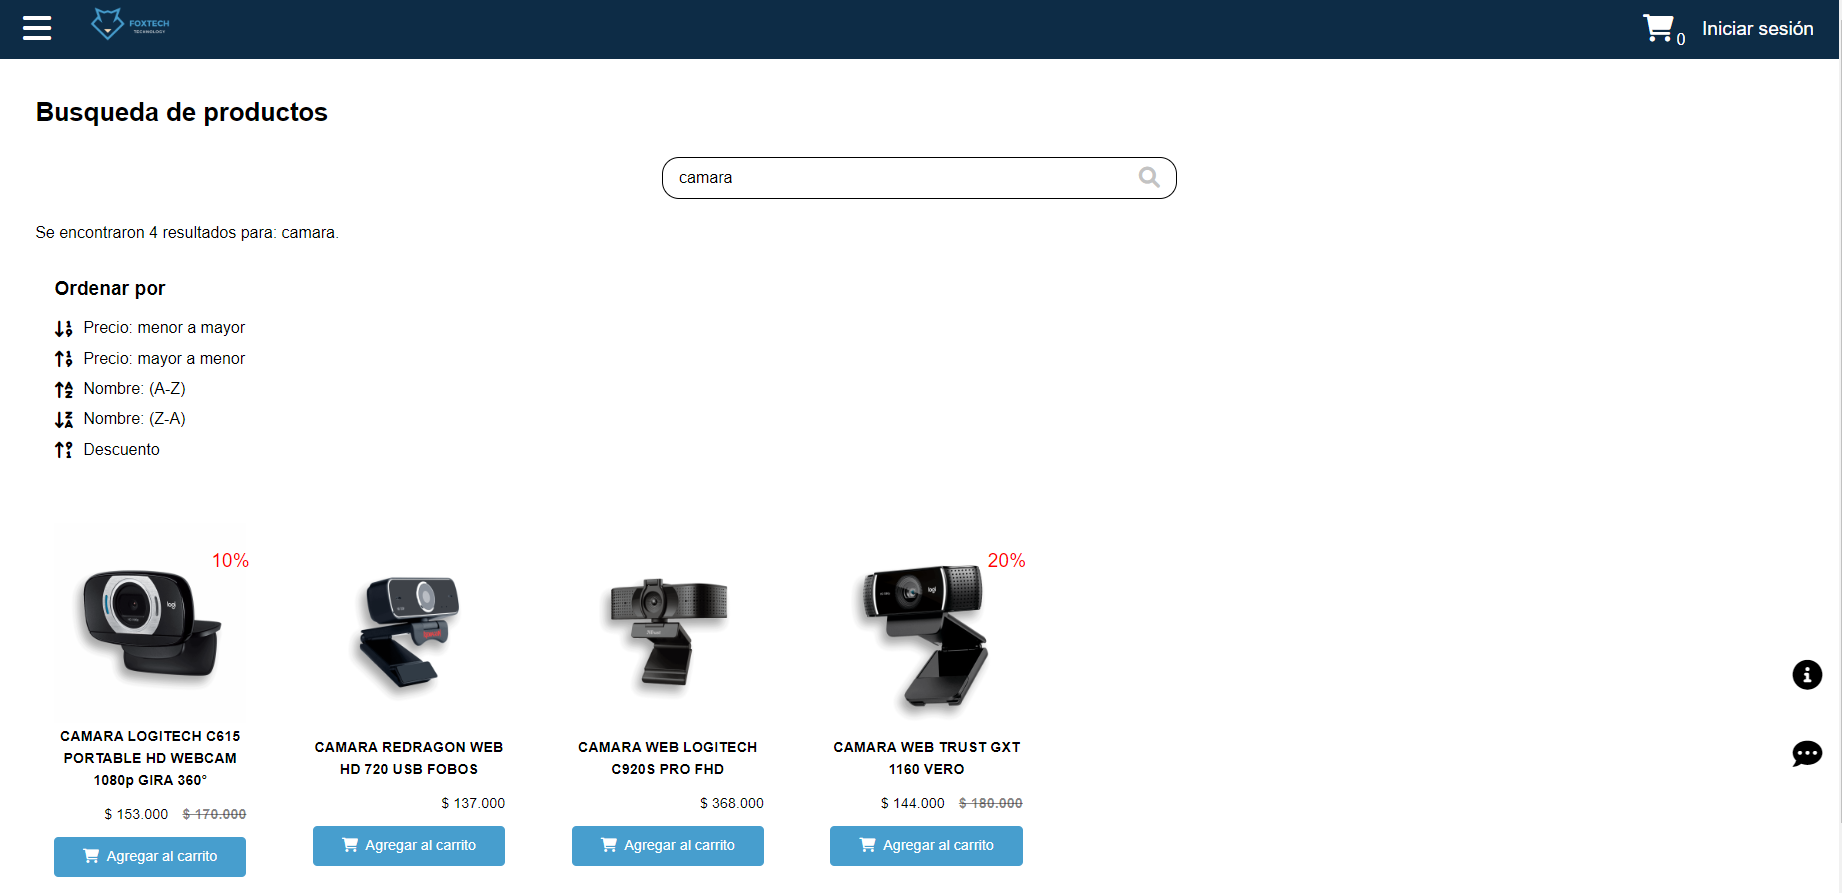 FOXTECH
TECHNOLOGY
0
Iniciar sesión
Busqueda de productos
camara
Se encontraron 4 resultados para: camara.
Ordenar por
Precio: menor a mayor
Precio: mayor a menor
Nombre: (A-Z)
Nombre: (Z-A)
Descuento
10%
logi
CAMARA LOGITECH C615
PORTABLE HD WEBCAM
1080p GIRA 360°
$ 153.000 $ 170.000
Agregar al carrito
CAMARA REDRAGON WEB
HD 720 USB FOBOS
$ 137.000
Agregar al carrito
Trust
CAMARA WEB LOGITECH
C920S PRO FHD
$ 368.000
Agregar al carrito
20%
logi
CAMARA WEB TRUST GXT
1160 VERO
$ 144.000 $ 180.000
Agregar al carrito